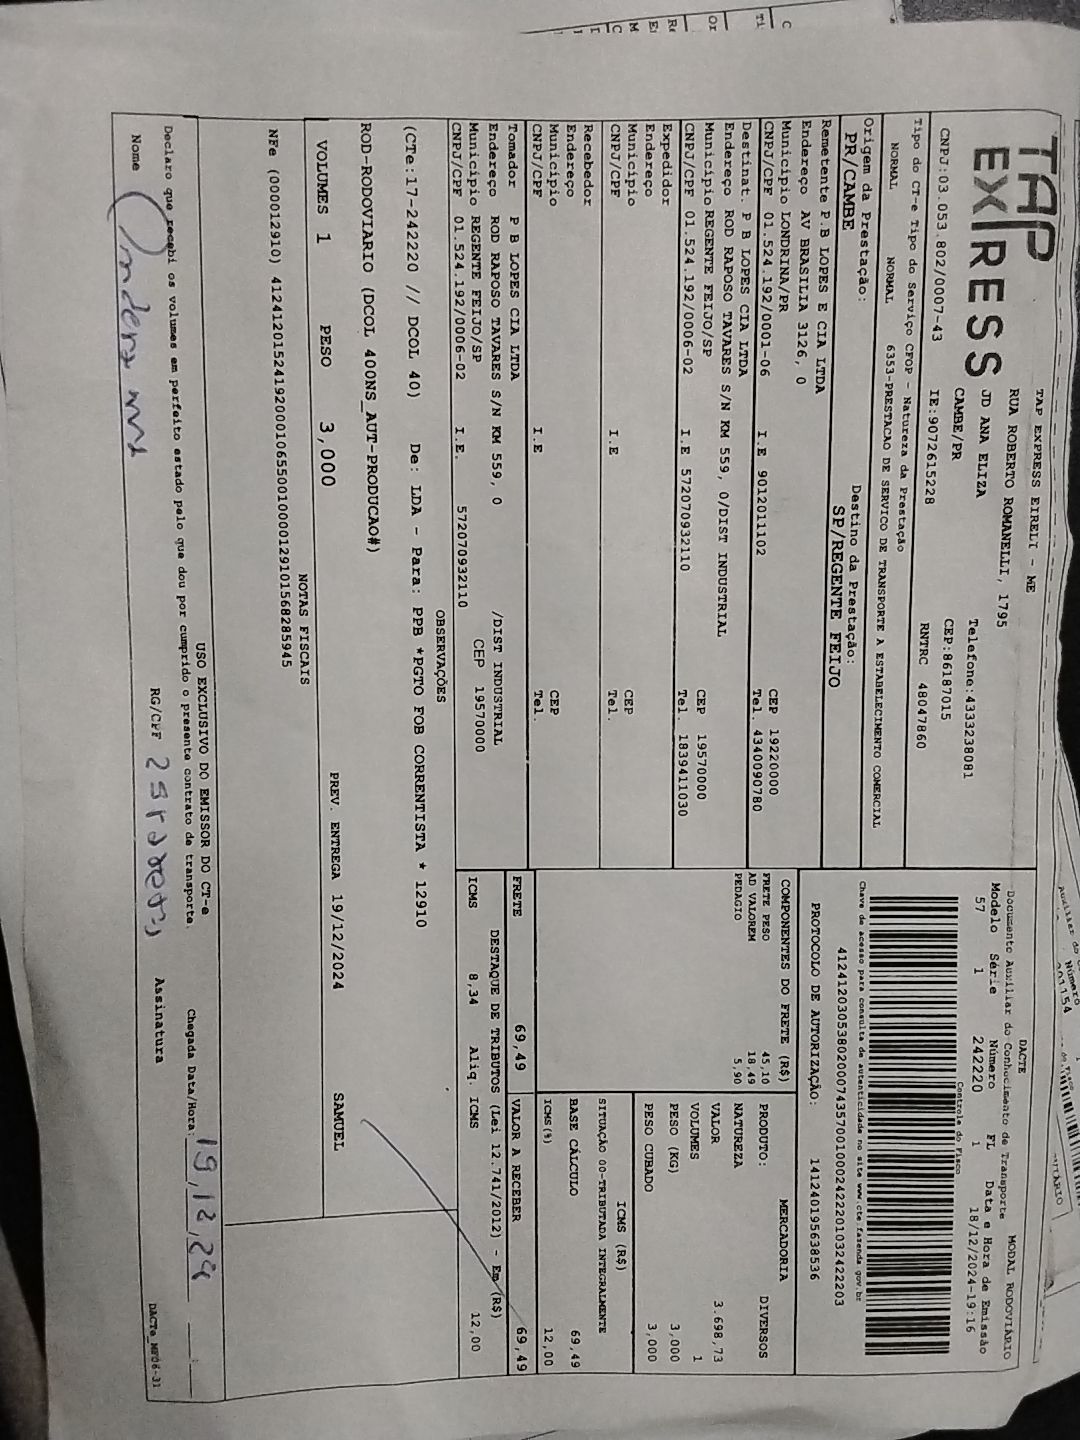 TAP EXPRESS
TAP EXPRESS EIRELI - ME
RUA ROBERTO ROMANELLI, 1795
JD ANA ELIZA
CAMBE/PR
Telefone:4333238081
CEP:86187015
CNPJ:03.053.802/0007-43 IE:9072615228 RNTRC 48047860
Tipo do CT-e Tipo do Serviço CFOP - Natureza da Prestação
NORMAL NORMAL 6353-PRESTACAO DE SERVICO DE TRANSPORTE A ESTABELECIMENTO COMERCIAL
Origem da Prestação: Destino da Prestação:
PR/CAMBE SP/REGENTE FEIJO
Remetente P.B LOPES E CIA LTDA
Endereço AV BRASILIA 3126, 0
Município LONDRINA/PR CEP 19220000
CNPJ/CPF 01.524.192/0001-06 I.E 9012011102 Tel. 4340090780
Destinat. P B LOPES CIA LTDA
Endereço ROD RAPOSO TAVARES S/N KM 559, 0/DIST INDUSTRIAL
Município REGENTE FEIJO/SP CEP 19570000
CNPJ/CPF 01.524.192/0006-02 I.E 572070932110 Tel. 1839411030
Expedidor
Endereço
Município CEP
CNPJ/CPF I.E Tel.
Recebedor
Endereço
Município CEP
CNPJ/CPF I.E Tel.
Tomador P B LOPES CIA LTDA
Endereço ROD RAPOSO TAVARES S/N KM 559, 0 /DIST INDUSTRIAL
Município REGENTE FEIJO/SP CEP 19570000
CNPJ/CPF 01.524.192/0006-02 I.E. 572070932110
DACTE
Documento Auxiliar do Conhecimento de Transporte MODAL RODOVIÁRIO
Modelo Série Número FL Data e Hora de Emissão
57 1 242220 1 18/12/2024-19:16
Controle do Fisco
41241203053802000743570010002422201032422203
Chave de acesso para consulta de autenticidade no site www.cte.fazenda.gov.br
PROTOCOLO DE AUTORIZAÇÃO: 141240195638536
COMPONENTES DO FRETE (R$)
FRETE PESO 45,10
AD VALOREM 18,49
PEDAGIO 5,90
MERCADORIA
PRODUTO: DIVERSOS
NATUREZA
VALOR 3.698,73
VOLUMES 1
PESO (KG) 3,000
PESO CUBADO 3,000
ICMS (R$)
SITUAÇÃO 00-TRIBUTADA INTEGRALMENTE
BASE CÁLCULO 69,49
ICMS(%) 12,00
FRETE 69,49 VALOR A RECEBER 69,49
DESTAQUE DE TRIBUTOS (Lei 12.741/2012) - Em (R$)
ICMS 8,34 Aliq. ICMS 12,00
OBSERVAÇÕES
(CTe:17-242220 // DCOL 40) De: LDA - Para: PPB *PGTO FOB CORRENTISTA * 12910
ROD-RODOVIARIO (DCOL 400NS_AUT-PRODUCAO#)
VOLUMES 1 PESO 3,000 PREV. ENTREGA 19/12/2024 SAMUEL
NOTAS FISCAIS
NFe (000012910) 41241201524192000106550010000129101568285945
USO EXCLUSIVO DO EMISSOR DO CT-e
Declaro que recebi os volumes em perfeito estado pelo que dou por cumprido o presente contrato de transporte.
Chegada Data/Hora: 19,12,24 :
Nome RG/CPF Assinatura
DACTe_MF06-31